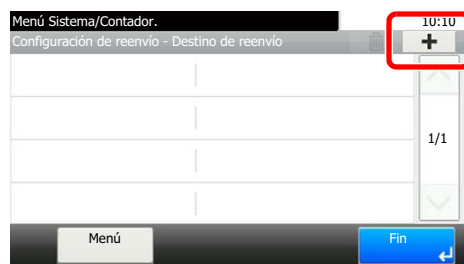 Menú Sistema/Contador.
10:10
Configuración de reenvío - Destino de reenvío
+
1/1
Menú
Fin